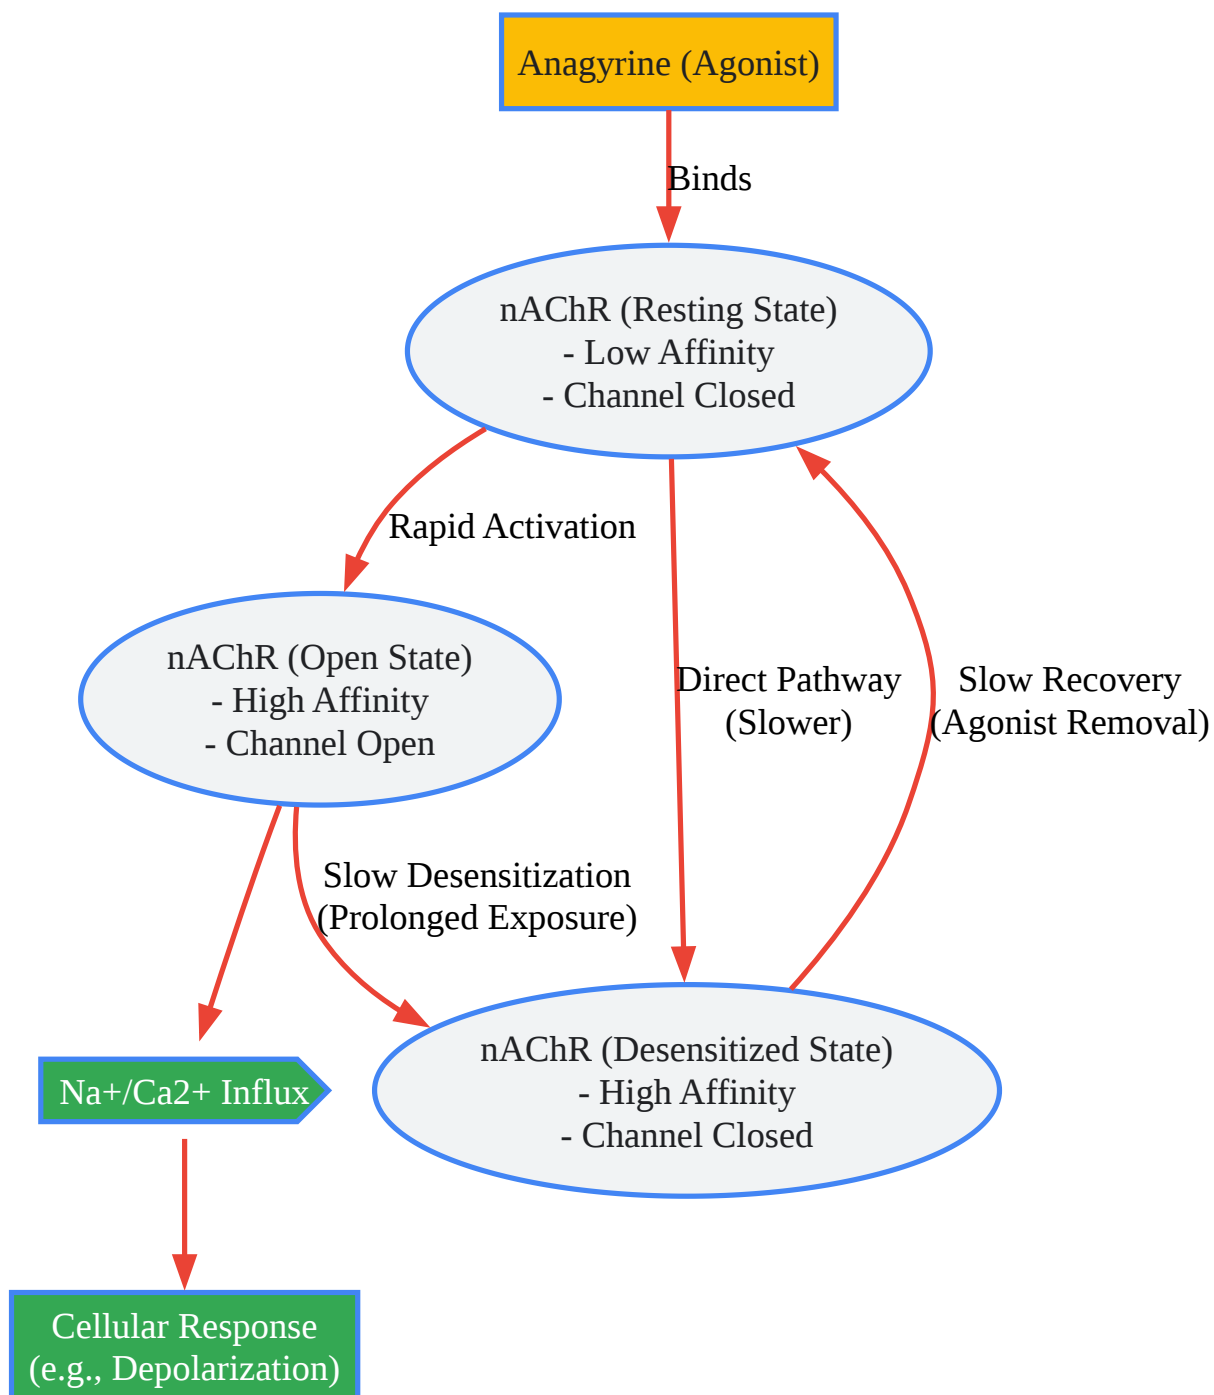 Anagyrine (Agonist)
Binds
nAChR (Resting State)
- Low Affinity
- Channel Closed
Rapid Activation
nAChR (Open State)
- High Affinity
- Channel Open
Direct Pathway
(Slower)
Slow Recovery
(Agonist Removal)
Slow Desensitization
(Prolonged Exposure)
Na+/Ca2+ Influx
nAChR (Desensitized State)
- High Affinity
- Channel Closed
Cellular Response
(e.g., Depolarization)